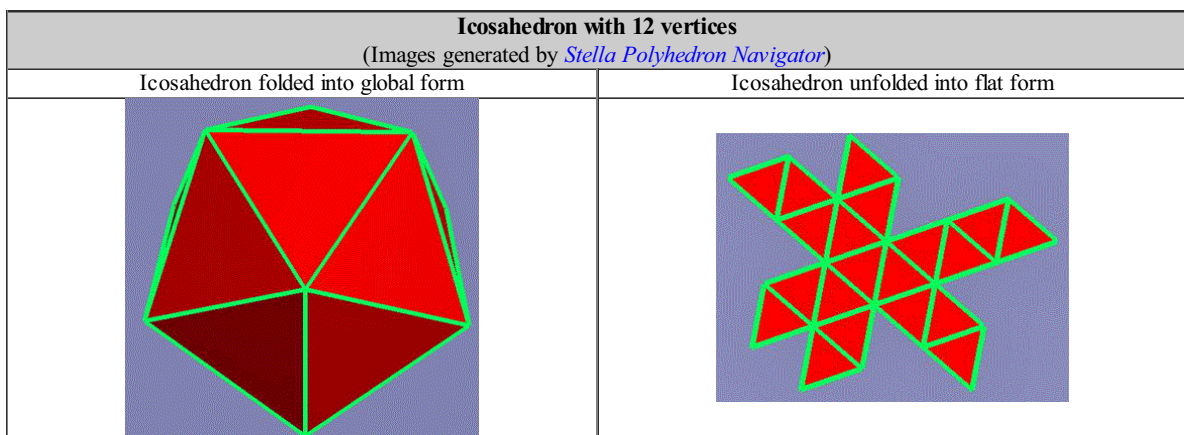 Icosahedron with 12 vertices
(Images generated by Stella Polyhedron Navigator)
Icosahedron folded into global form
Icosahedron unfolded into flat form